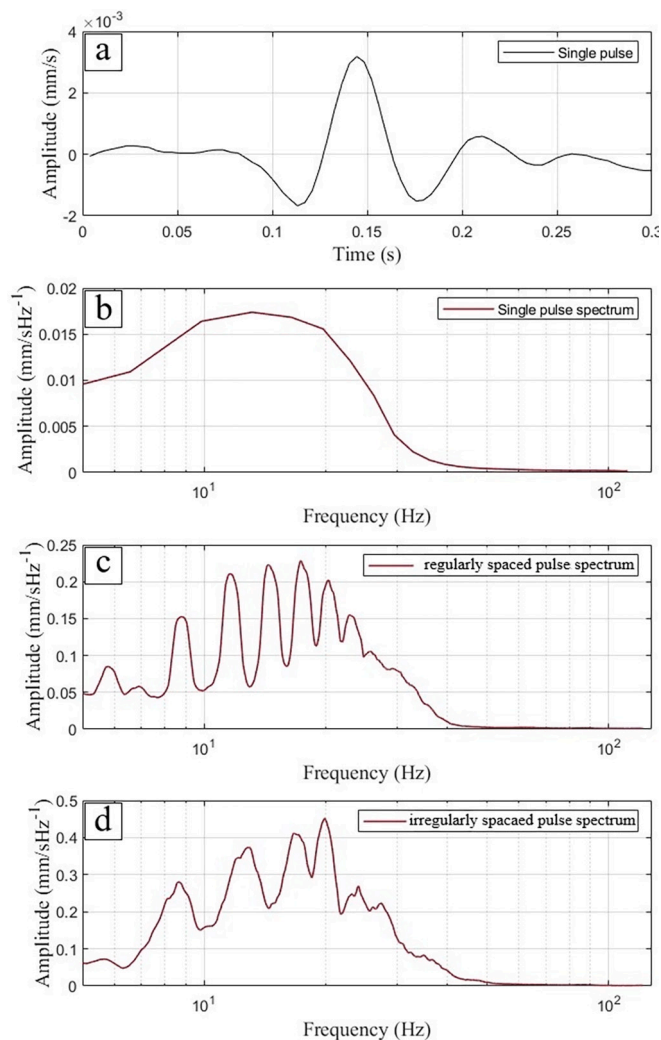 ×10⁻³
4
2
0
-2
a
Single pulse
Amplitude (mm/s)
0 0.05 0.1 0.15 0.2 0.25 0.3
Time (s)
0.02
0.015
0.01
0.005
0
b
Single pulse spectrum
Amplitude (mm/sHz⁻¹)
10¹ 10²
Frequency (Hz)
0.25
0.2
0.15
0.1
0.05
0
c
regularly spaced pulse spectrum
Amplitude (mm/sHz⁻¹)
10¹ 10²
Frequency (Hz)
0.5
0.4
0.3
0.2
0.1
0
d
irregularly spacaed pulse spectrum
Amplitude (mm/sHz⁻¹)
10¹ 10²
Frequency (Hz)